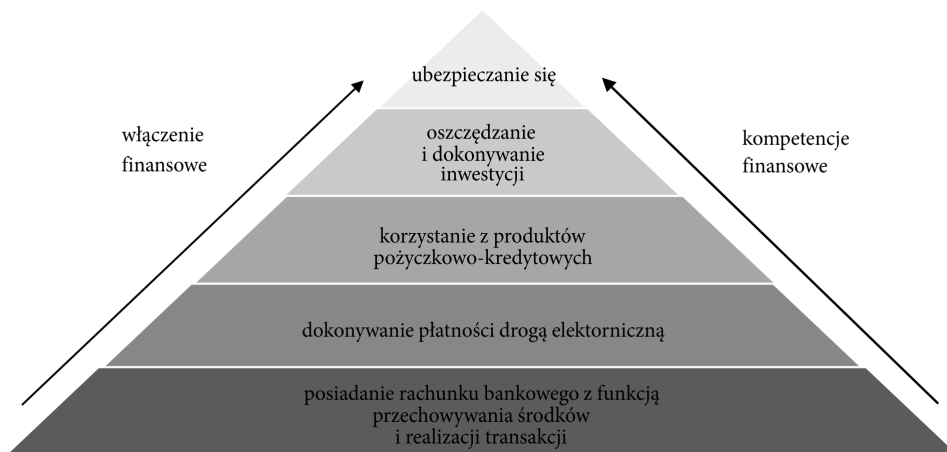 ubezpieczanie się
włączenie
finansowe
oszczędzanie
i dokonywanie
inwestycji
kompetencje
finansowe
korzystanie z produktów
pożyczkowo-kredytowych
dokonywanie płatności drogą elektorniczną
posiadanie rachunku bankowego z funkcją
przechowywania środków
i realizacji transakcji